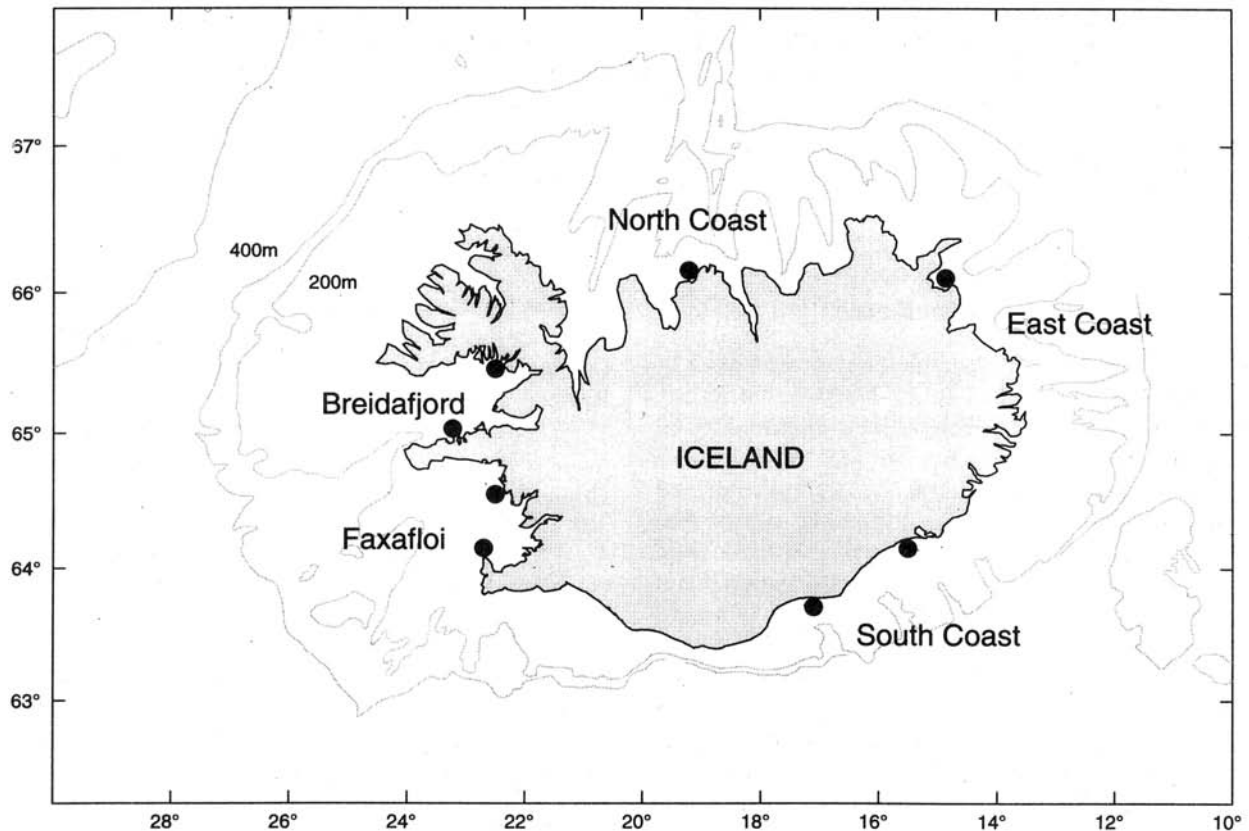 67°
North Coast
400m
200m
66°
East Coast
Breidafjord
65°
ICELAND
Faxafloi
64°
South Coast
63°
28°
26°
24°
22°
20°
18°
16°
14°
12°
10°